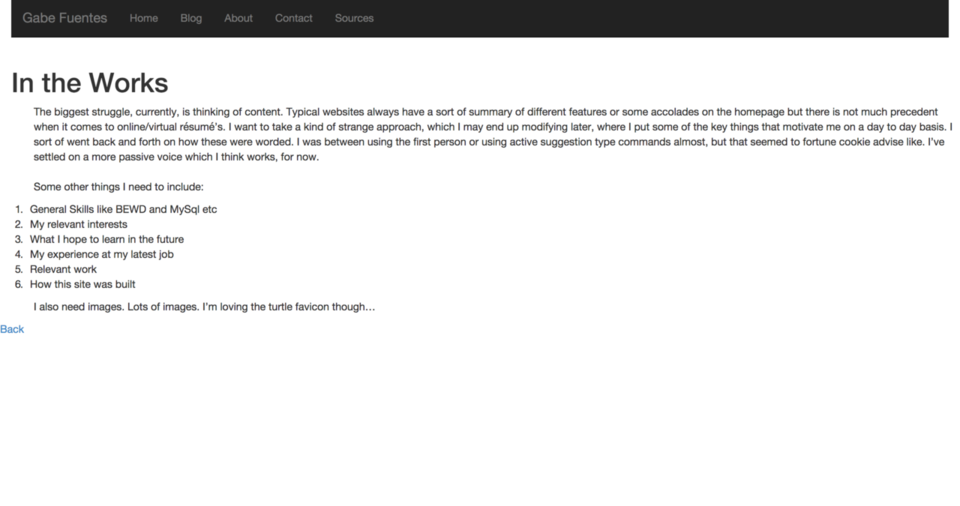 Gabe Fuentes Home Blog About Contact Sources
In the Works
The biggest struggle, currently, is thinking of content. Typical websites always have a sort of summary of different features or some accolades on the homepage but there is not much precedent
when it comes to online/virtual résumé's. I want to take a kind of strange approach, which I may end up modifying later, where I put some of the key things that motivate me on a day to day basis. I
sort of went back and forth on how these were worded. I was between using the first person or using active suggestion type commands almost, but that seemed to fortune cookie advise like. I've
settled on a more passive voice which I think works, for now.
Some other things I need to include:
1. General Skills like BEWD and MySql etc
2. My relevant interests
3. What I hope to learn in the future
4. My experience at my latest job
5. Relevant work
6. How this site was built
I also need images. Lots of images. I'm loving the turtle favicon though...
Back